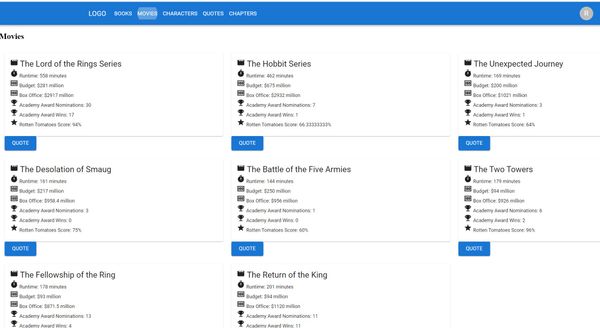 LOGO BOOKS MOVIES CHARACTERS QUOTES CHAPTERS R
Movies
The Lord of the Rings Series
Runtime: 558 minutes
Budget: $281 million
Box Office: $2917 million
Academy Award Nominations: 30
Academy Award Wins: 17
Rotten Tomatoes Score: 94%
QUOTE
The Hobbit Series
Runtime: 462 minutes
Budget: $675 million
Box Office: $2932 million
Academy Award Nominations: 7
Academy Award Wins: 1
Rotten Tomatoes Score: 66.33333333%
QUOTE
The Unexpected Journey
Runtime: 169 minutes
Budget: $200 million
Box Office: $1021 million
Academy Award Nominations: 3
Academy Award Wins: 1
Rotten Tomatoes Score: 64%
QUOTE
The Desolation of Smaug
Runtime: 161 minutes
Budget: $217 million
Box Office: $958.4 million
Academy Award Nominations: 3
Academy Award Wins: 0
Rotten Tomatoes Score: 75%
QUOTE
The Battle of the Five Armies
Runtime: 144 minutes
Budget: $250 million
Box Office: $956 million
Academy Award Nominations: 1
Academy Award Wins: 0
Rotten Tomatoes Score: 60%
QUOTE
The Two Towers
Runtime: 179 minutes
Budget: $94 million
Box Office: $926 million
Academy Award Nominations: 6
Academy Award Wins: 2
Rotten Tomatoes Score: 96%
QUOTE
The Fellowship of the Ring
Runtime: 178 minutes
Budget: $93 million
Box Office: $871.5 million
Academy Award Nominations: 13
Academy Award Wins: 4
The Return of the King
Runtime: 201 minutes
Budget: $94 million
Box Office: $1120 million
Academy Award Nominations: 11
Academy Award Wins: 11